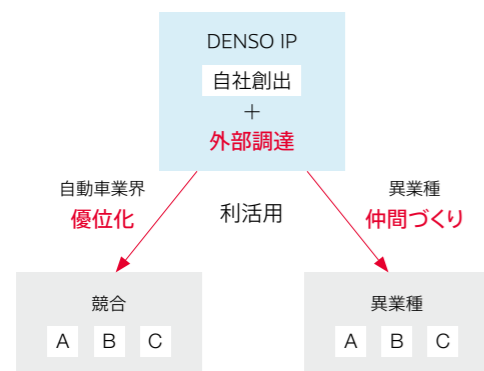 DENSO IP
自社創出
＋
外部調達
自動車業界
優位化
利活用
異業種
仲間づくり
競合
A B C
異業種
A B C